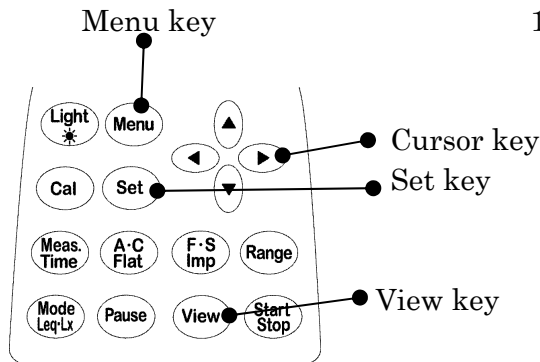 Menu key
1
Light
Menu
Cursor key
Cal
Set
Set key
Meas.
Time
A·C
Flat
F·S
Imp
Range
Mode
Leq·Lx
Pause
View
Start
Stop
View key